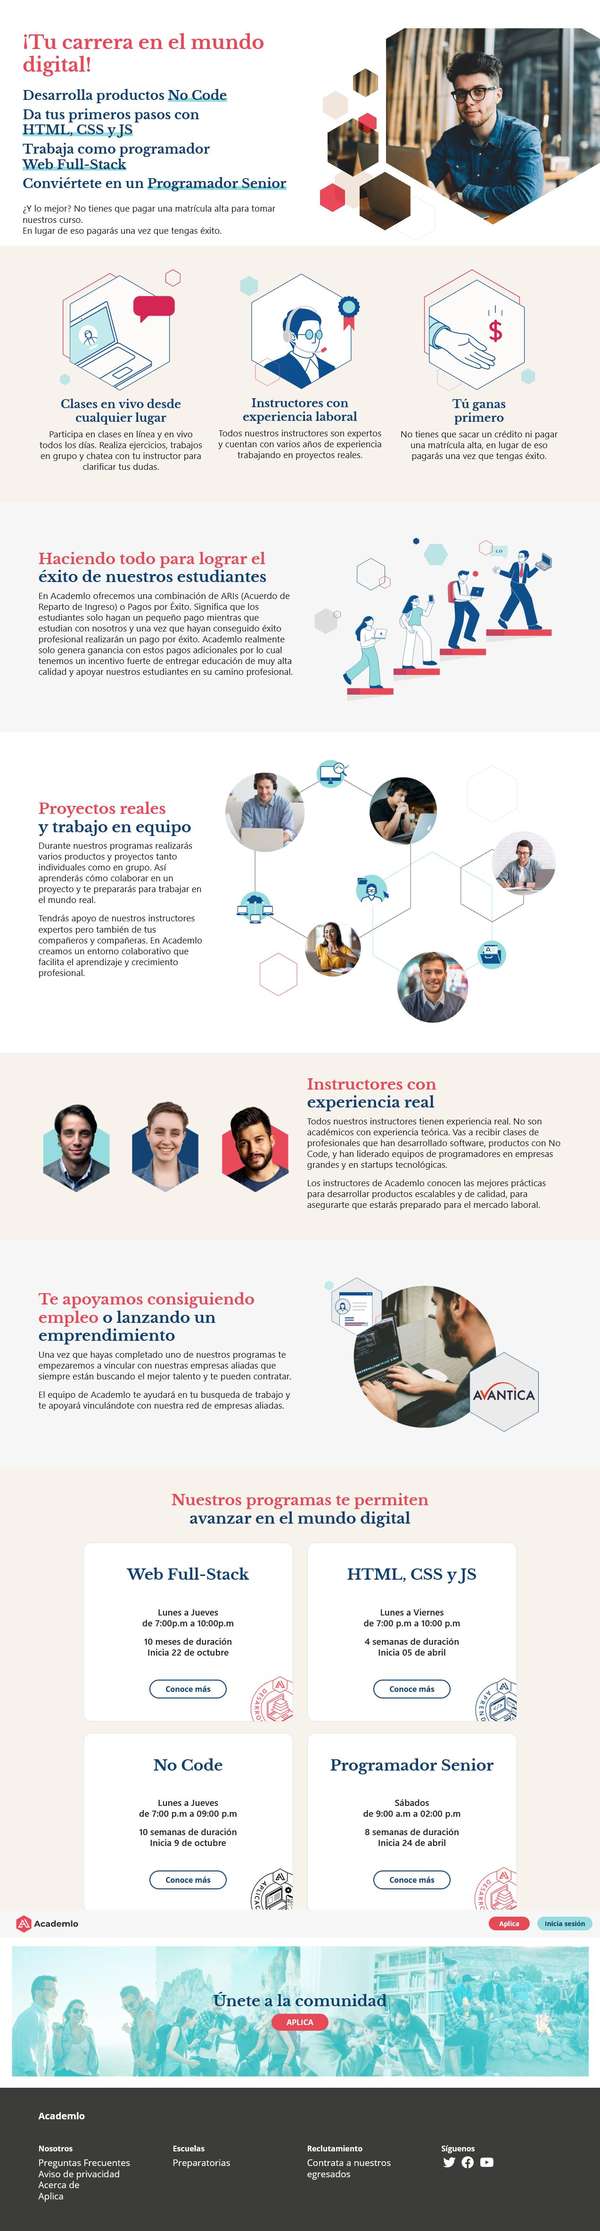 ¡Tu carrera en el mundo
digital!
Desarrolla productos No Code
Da tus primeros pasos con
HTML, CSS y JS
Trabaja como programador
Web Full-Stack
Conviértete en un Programador Senior
¿Y lo mejor? No tienes que pagar una matrícula alta para tomar
nuestros curso.
En lugar de eso pagarás una vez que tengas éxito.
Clases en vivo desde
cualquier lugar
Participa en clases en línea y en vivo
todos los días. Realiza ejercicios, trabajos
en grupo y chatea con tu instructor para
clarificar tus dudas.
Instructores con
experiencia laboral
Todos nuestros instructores son expertos
y cuentan con varios años de experiencia
trabajando en proyectos reales.
$
Tú ganas
primero
No tienes que sacar un crédito ni pagar
una matrícula alta, en lugar de eso
pagarás una vez que tengas éxito.
Haciendo todo para lograr el
éxito de nuestros estudiantes
En Academlo ofrecemos una combinación de ARIs (Acuerdo de
Reparto de Ingreso) o Pagos por Éxito. Significa que los
estudiantes solo hagan un pequeño pago mientras que
estudian con nosotros y una vez que hayan conseguido éxito
profesional realizarán un pago por éxito. Academlo realmente
solo generа ganancia con estos pagos adicionales por lo cual
tenemos un incentivo fuerte de entregar educación de muy alta
calidad y apoyar nuestros estudiantes en su camino profesional.
Proyectos reales
y trabajo en equipo
Durante nuestros programas realizarás
varios productos y proyectos tanto
individuales como en grupo. Así
aprenderás cómo colaborar en un
proyecto y te prepararás para trabajar en
el mundo real.
Tendrás apoyo de nuestros instructores
expertos pero también de tus
compañeros y compañeras. En Academlo
creamos un entorno colaborativo que
facilita el aprendizaje y crecimiento
profesional.
Instructores con
experiencia real
Todos nuestros instructores tienen experiencia real. No son
académicos con experiencia teórica. Vas a recibir clases de
profesionales que han desarrollado software, productos con No
Code, y han liderado equipos de programadores en empresas
grandes y en startups tecnológicas.
Los instructores de Academlo conocen las mejores prácticas
para desarrollar productos escalables y de calidad, para
asegurarte que estarás preparado para el mercado laboral.
Te apoyamos consiguiendo
empleo o lanzando un
emprendimiento
Una vez que hayas completado uno de nuestros programas te
empezaremos a vincular con nuestras empresas aliadas que
siempre están buscando el mejor talento y te pueden contratar.
El equipo de Academlo te ayudará en tu busqueda de trabajo y
te apoyará vinculándote con nuestra red de empresas aliadas.
AVANTICA
Nuestros programas te permiten
avanzar en el mundo digital
Web Full-Stack
Lunes a Jueves
de 7:00p.m a 10:00p.m
10 meses de duración
Inicia 22 de octubre
Conoce más
DESARRO
HTML, CSS y JS
Lunes a Viernes
de 7:00 p.m a 10:00 p.m
4 semanas de duración
Inicia 05 de abril
Conoce más
APREND
No Code
Lunes a Jueves
de 7:00 p.m a 09:00 p.m
10 semanas de duración
Inicia 9 de octubre
Conoce más
APLICAC
Programador Senior
Sábados
de 9:00 a.m a 02:00 p.m
8 semanas de duración
Inicia 24 de abril
Conoce más
DESARR
Academlo
Aplica
Inicia sesión
Únete a la comunidad
APLICA
Academlo
Nosotros
Preguntas Frecuentes
Aviso de privacidad
Acerca de
Aplica
Escuelas
Preparatorias
Reclutamiento
Contrata a nuestros
egresados
Síguenos